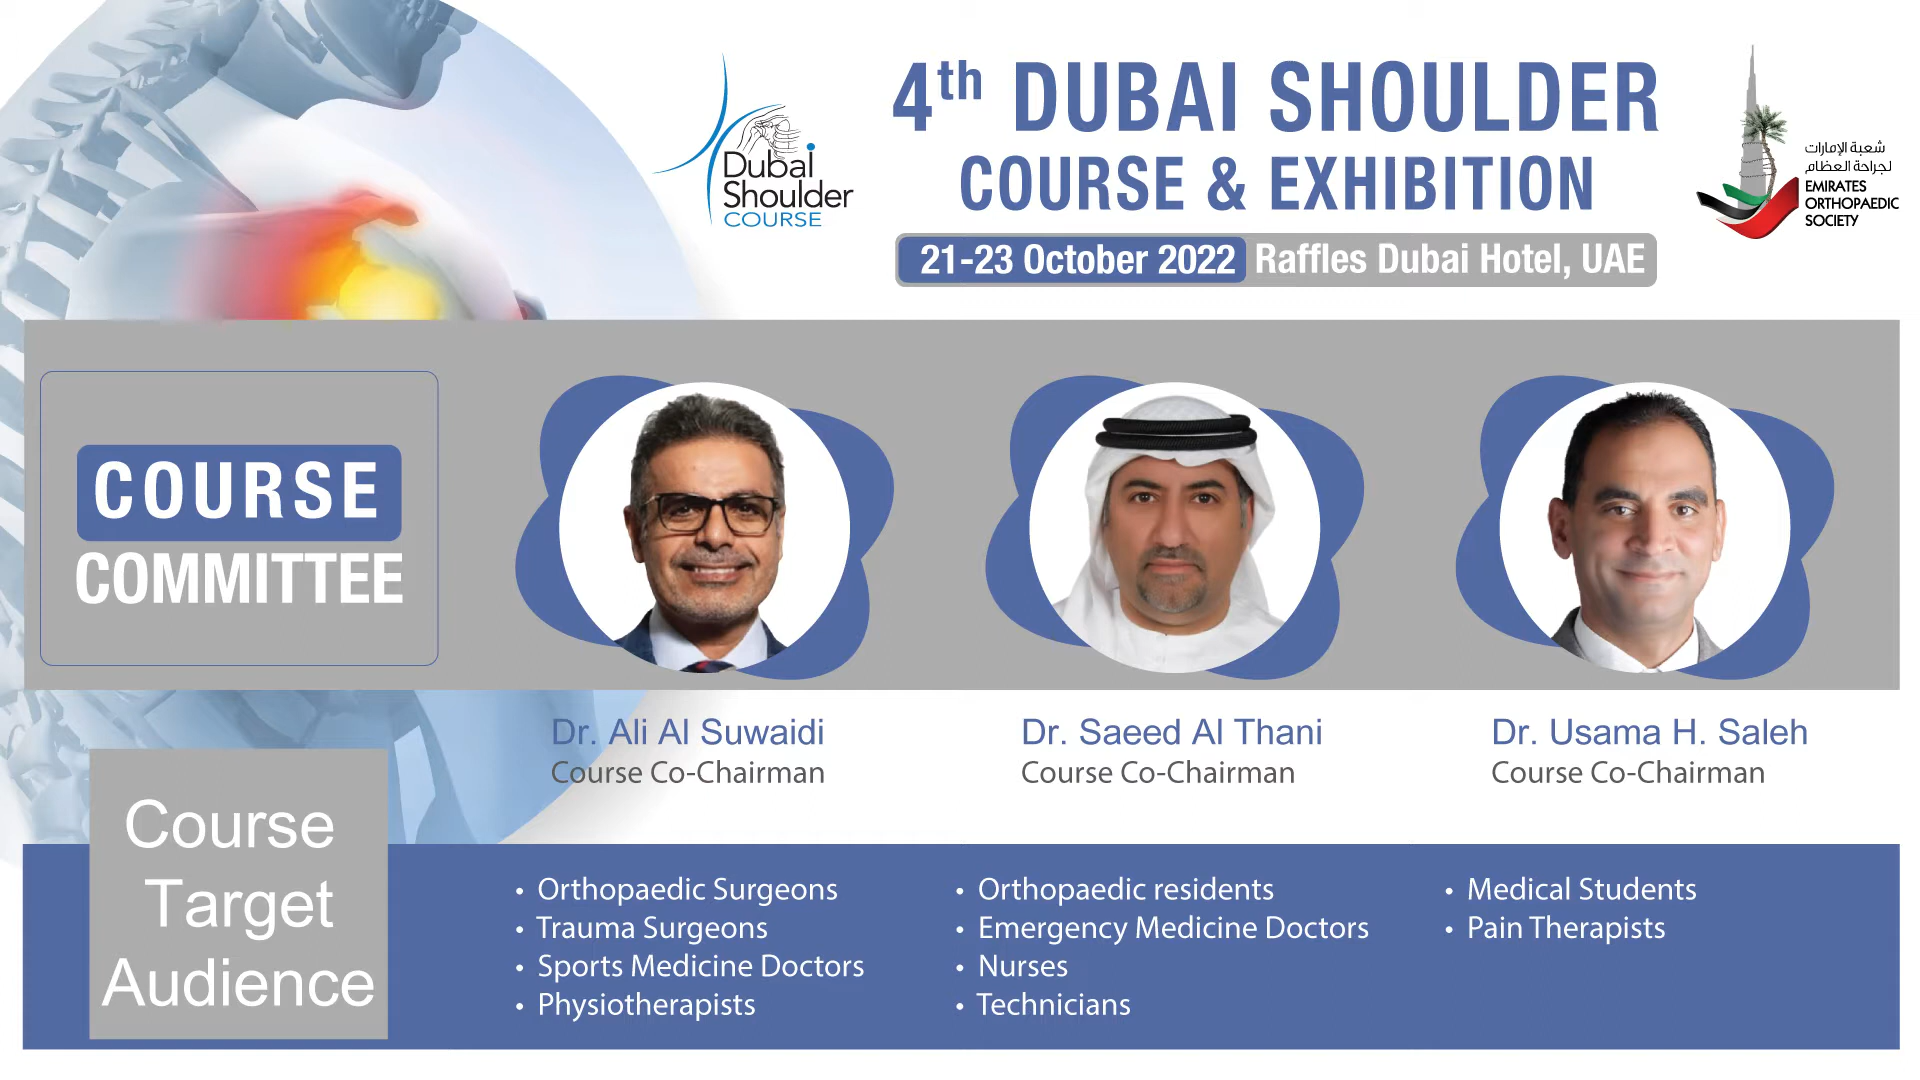 Dubai
Shoulder
COURSE
4th DUBAI SHOULDER
COURSE & EXHIBITION
21-23 October 2022 Raffles Dubai Hotel, UAE
شعبة الإمارات
لجراحة العظام
EMIRATES
ORTHOPAEDIC
SOCIETY
COURSE
COMMITTEE
Dr. Ali Al Suwaidi
Course Co-Chairman
Dr. Saeed Al Thani
Course Co-Chairman
Dr. Usama H. Saleh
Course Co-Chairman
Course
Target
Audience
• Orthopaedic Surgeons
• Trauma Surgeons
• Sports Medicine Doctors
• Physiotherapists
• Orthopaedic residents
• Emergency Medicine Doctors
• Nurses
• Technicians
• Medical Students
• Pain Therapists